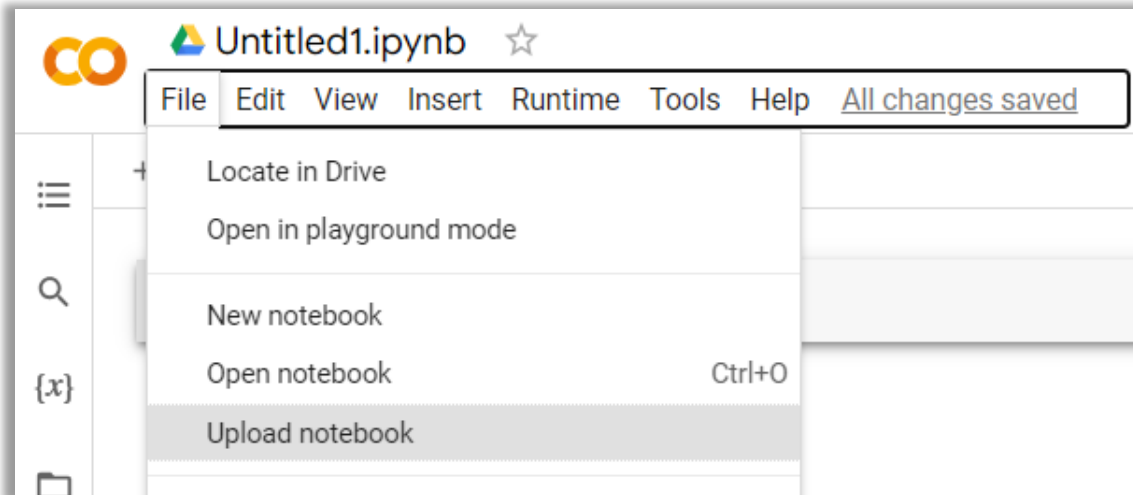 Untitled1.ipynb
File Edit View Insert Runtime Tools Help All changes saved
+
Locate in Drive
Open in playground mode
New notebook
{x}
Open notebook Ctrl+O
Upload notebook